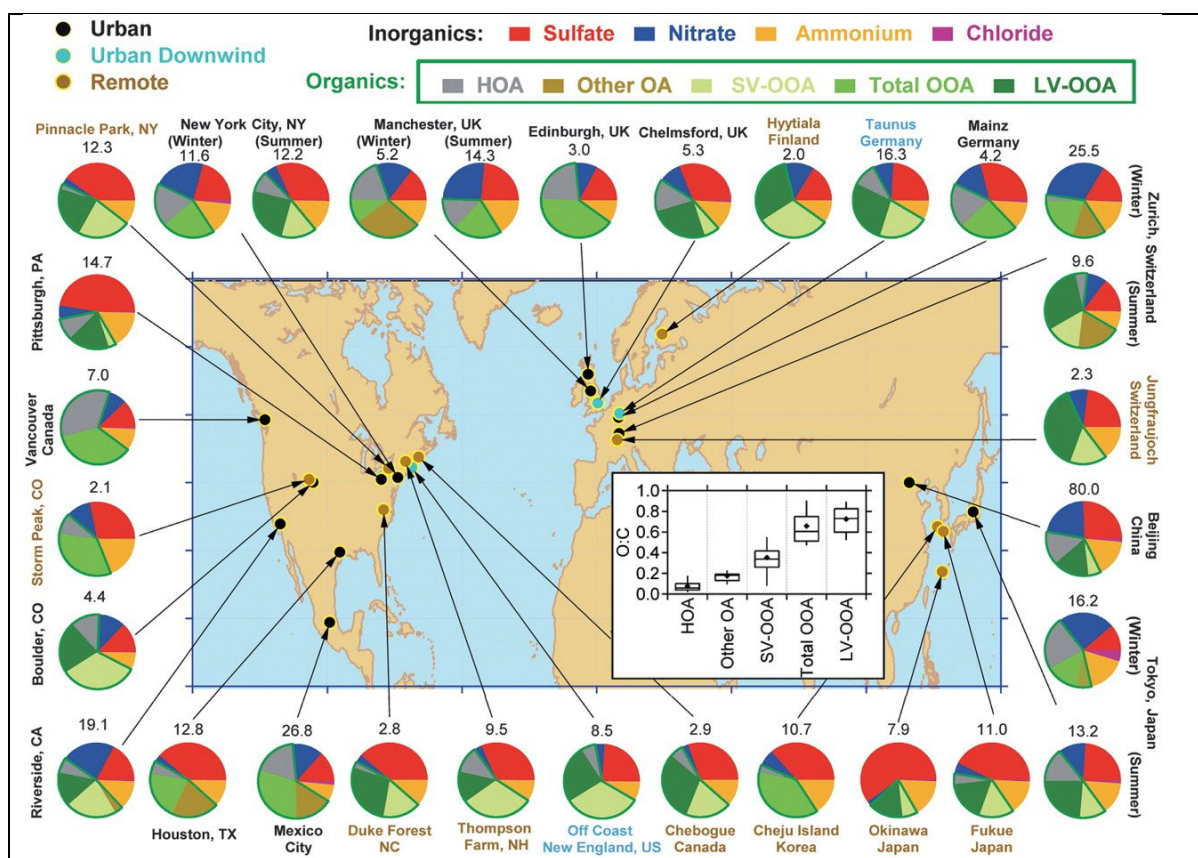 Urban
Urban Downwind
Remote
Inorganics: Sulfate Nitrate Ammonium Chloride
Organics: HOA Other OA SV-OOA Total OOA LV-OOA
Pinnacle Park, NY
12.3
New York City, NY
(Winter) (Summer)
11.6 12.2
Manchester, UK
(Winter) (Summer)
5.2 14.3
Edinburgh, UK
3.0
Chelmsford, UK
5.3
Hyytiala
Finland
2.0
Taunus
Germany
16.3
Mainz
Germany
4.2
25.5
(Winter)
Zurich, Switzerland
9.6
(Summer)
Pittsburgh, PA
14.7
Vancouver
Canada
7.0
Storm Peak, CO
2.1
Boulder, CO
4.4
Riverside, CA
19.1
Jungfraujoch
Switzerland
2.3
Beijing
China
80.0
16.2
(Winter)
Tokyo, Japan
13.2
(Summer)
O:C
1.0
0.8
0.6
0.4
0.2
0.0
HOA
Other OA
SV-OOA
Total OOA
LV-OOA
12.8
Houston, TX
26.8
Mexico
City
2.8
Duke Forest
NC
9.5
Thompson
Farm, NH
8.5
Off Coast
New England, US
2.9
Chebogue
Canada
10.7
Cheju Island
Korea
7.9
Okinawa
Japan
11.0
Fukue
Japan